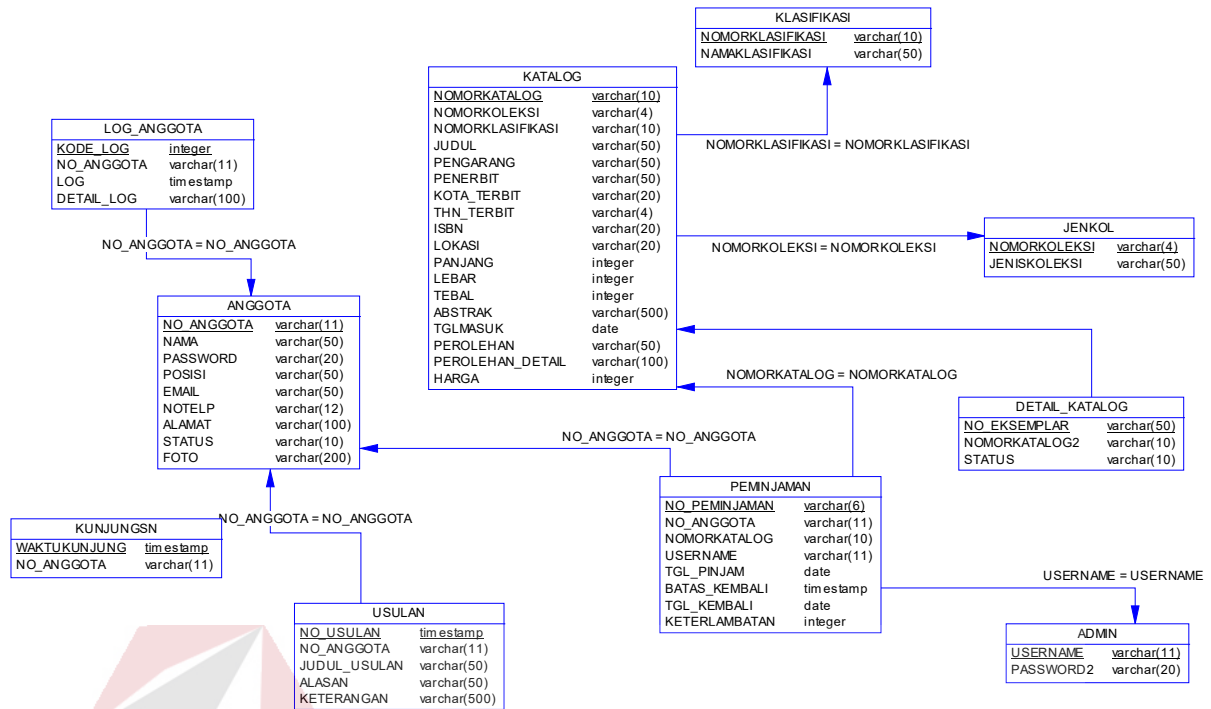 KLASIFIKASI
NOMORKLASIFIKASI varchar(10)
NAMAKLASIFIKASI varchar(50)
KATALOG
NOMORKATALOG varchar(10)
NOMORKOLEKSI varchar(4)
NOMORKLASIFIKASI varchar(10)
JUDUL varchar(50)
PENGARANG varchar(50)
PENERBIT varchar(50)
KOTA_TERBIT varchar(20)
THN_TERBIT varchar(4)
ISBN varchar(20)
LOKASI varchar(20)
PANJANG integer
LEBAR integer
TEBAL integer
ABSTRAK varchar(500)
TGLMASUK date
PEROLEHAN varchar(50)
PEROLEHAN_DETAIL varchar(100)
HARGA integer
NOMORKLASIFIKASI = NOMORKLASIFIKASI
LOG_ANGGOTA
KODE_LOG integer
NO_ANGGOTA varchar(11)
LOG timestamp
DETAIL_LOG varchar(100)
NO_ANGGOTA = NO_ANGGOTA
JENKOL
NOMORKOLEKSI varchar(4)
JENISKOLEKSI varchar(50)
NOMORKOLEKSI = NOMORKOLEKSI
ANGGOTA
NO_ANGGOTA varchar(11)
NAMA varchar(50)
PASSWORD varchar(20)
POSISI varchar(50)
EMAIL varchar(50)
NOTELP varchar(12)
ALAMAT varchar(100)
STATUS varchar(10)
FOTO varchar(200)
NOMORKATALOG = NOMORKATALOG
DETAIL_KATALOG
NO_EKSEMPLAR varchar(50)
NOMORKATALOG2 varchar(10)
STATUS varchar(10)
NO_ANGGOTA = NO_ANGGOTA
PEMINJAMAN
NO_PEMINJAMAN varchar(6)
NO_ANGGOTA varchar(11)
NOMORKATALOG varchar(10)
USERNAME varchar(11)
TGL_PINJAM date
BATAS_KEMBALI timestamp
TGL_KEMBALI date
KETERLAMBATAN integer
NO_ANGGOTA = NO_ANGGOTA
KUNJUNGSN
WAKTUKUNJUNG timestamp
NO_ANGGOTA varchar(11)
USERNAME = USERNAME
USULAN
NO_USULAN timestamp
NO_ANGGOTA varchar(11)
JUDUL_USULAN varchar(50)
ALASAN varchar(50)
KETERANGAN varchar(500)
ADMIN
USERNAME varchar(11)
PASSWORD2 varchar(20)